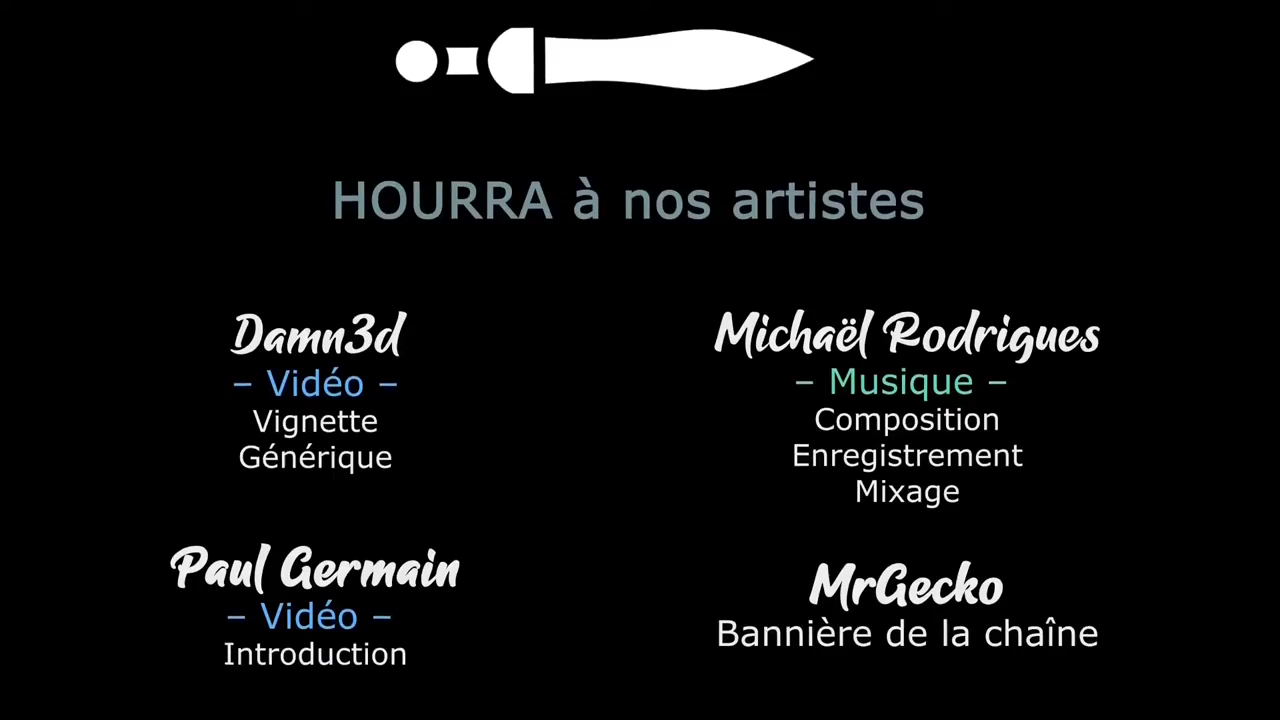 HOURRA à nos artistes
Damn3d
– Vidéo –
Vignette
Générique
Michaël Rodrigues
– Musique –
Composition
Enregistrement
Mixage
Paul Germain
– Vidéo –
Introduction
MrGecko
Bannière de la chaîne